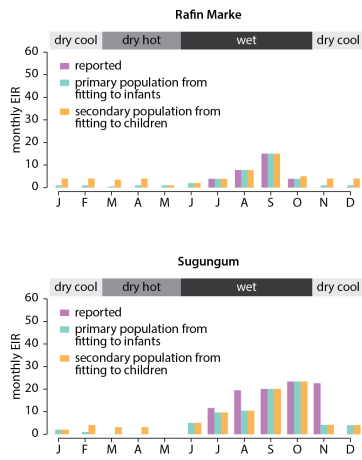 Rafin Marke
dry cool dry hot wet dry cool
60
50
40
30
20
10
0
monthly EIR
reported
primary population from
fitting to infants
secondary population from
fitting to children
J F M A M J J A S O N D
Sugungum
dry cool dry hot wet dry cool
60
50
40
30
20
10
0
monthly EIR
reported
primary population from
fitting to infants
secondary population from
fitting to children
J F M A M J J A S O N D